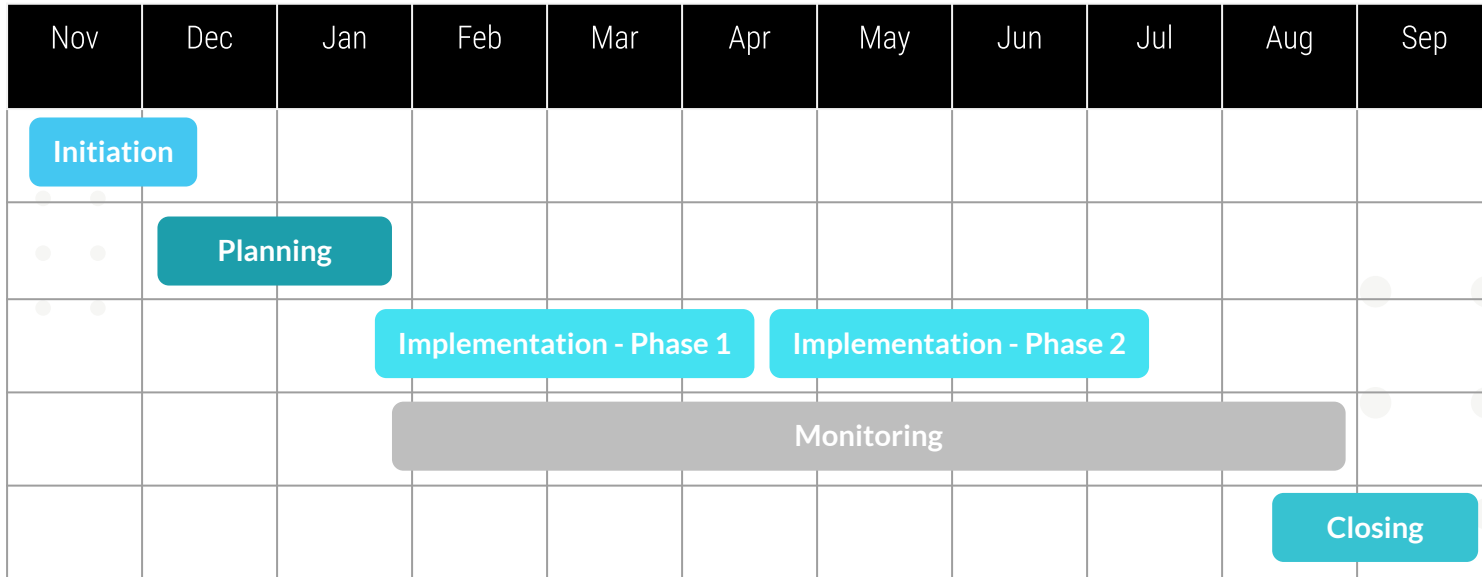 Nov Dec Jan Feb Mar Apr May Jun Jul Aug Sep
Initiation
Planning
Implementation - Phase 1 Implementation - Phase 2
Monitoring
Closing